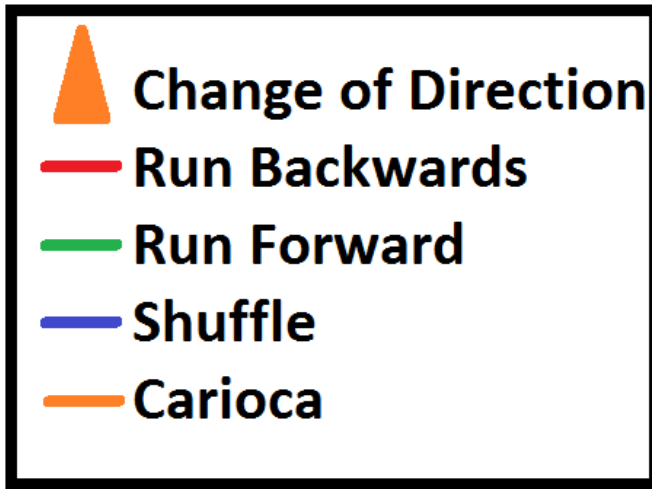 Change of Direction
Run Backwards
Run Forward
Shuffle
Carioca